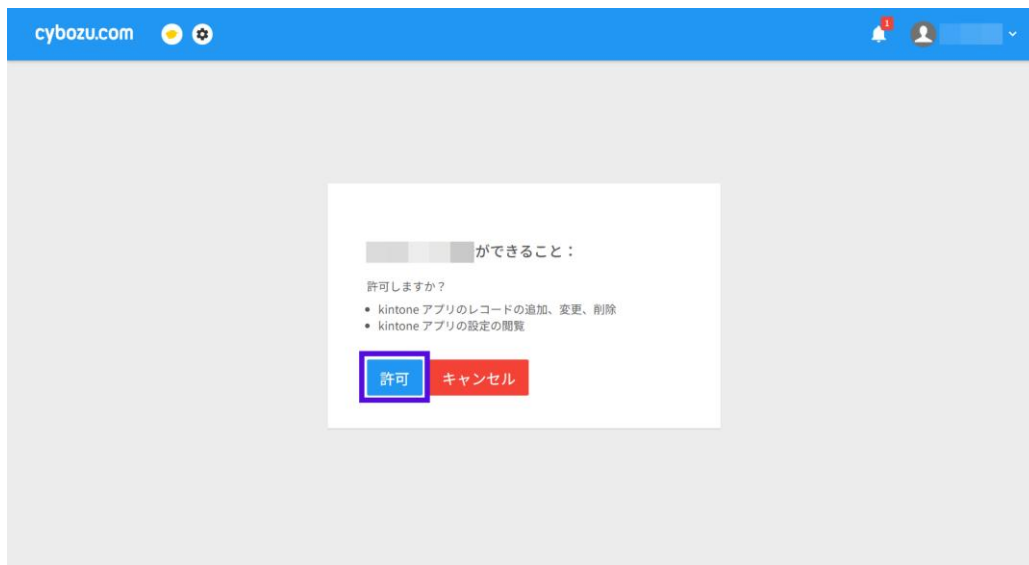 cybozu.com
1
ができること：
許可しますか？
• kintone アプリのレコードの追加、変更、削除
• kintone アプリの設定の閲覧
許可 キャンセル